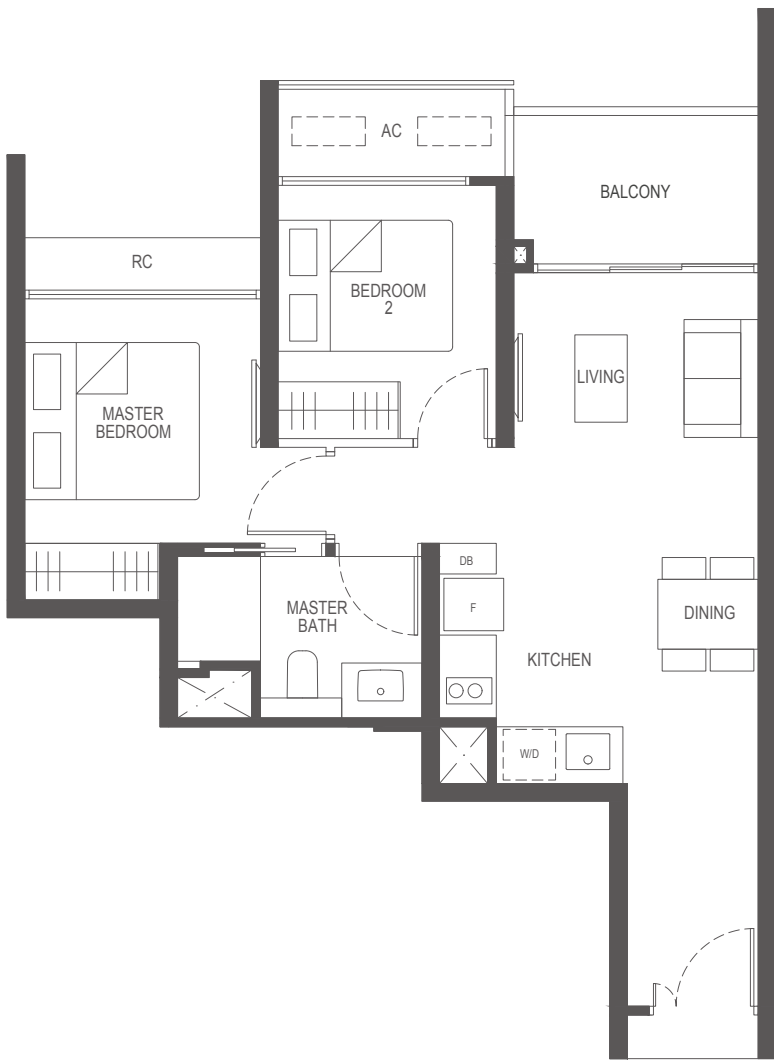 AC
BALCONY
RC
BEDROOM
2
LIVING
MASTER
BEDROOM
DB
F
MASTER
BATH
DINING
KITCHEN
W/D